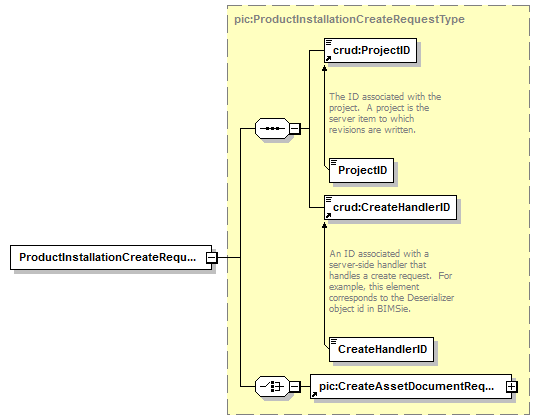 pic:ProductInstallationCreateRequestType
crud:ProjectID
The ID associated with the
project.  A project is the
server item to which
revisions are written.
ProjectID
crud:CreateHandlerID
ProductInstallationCreateRequ...
An ID associated with a
server-side handler that
handles a create request.  For
example, this element
corresponds to the Deserializer
object id in BIMSie.
CreateHandlerID
pic:CreateAssetDocumentReq...